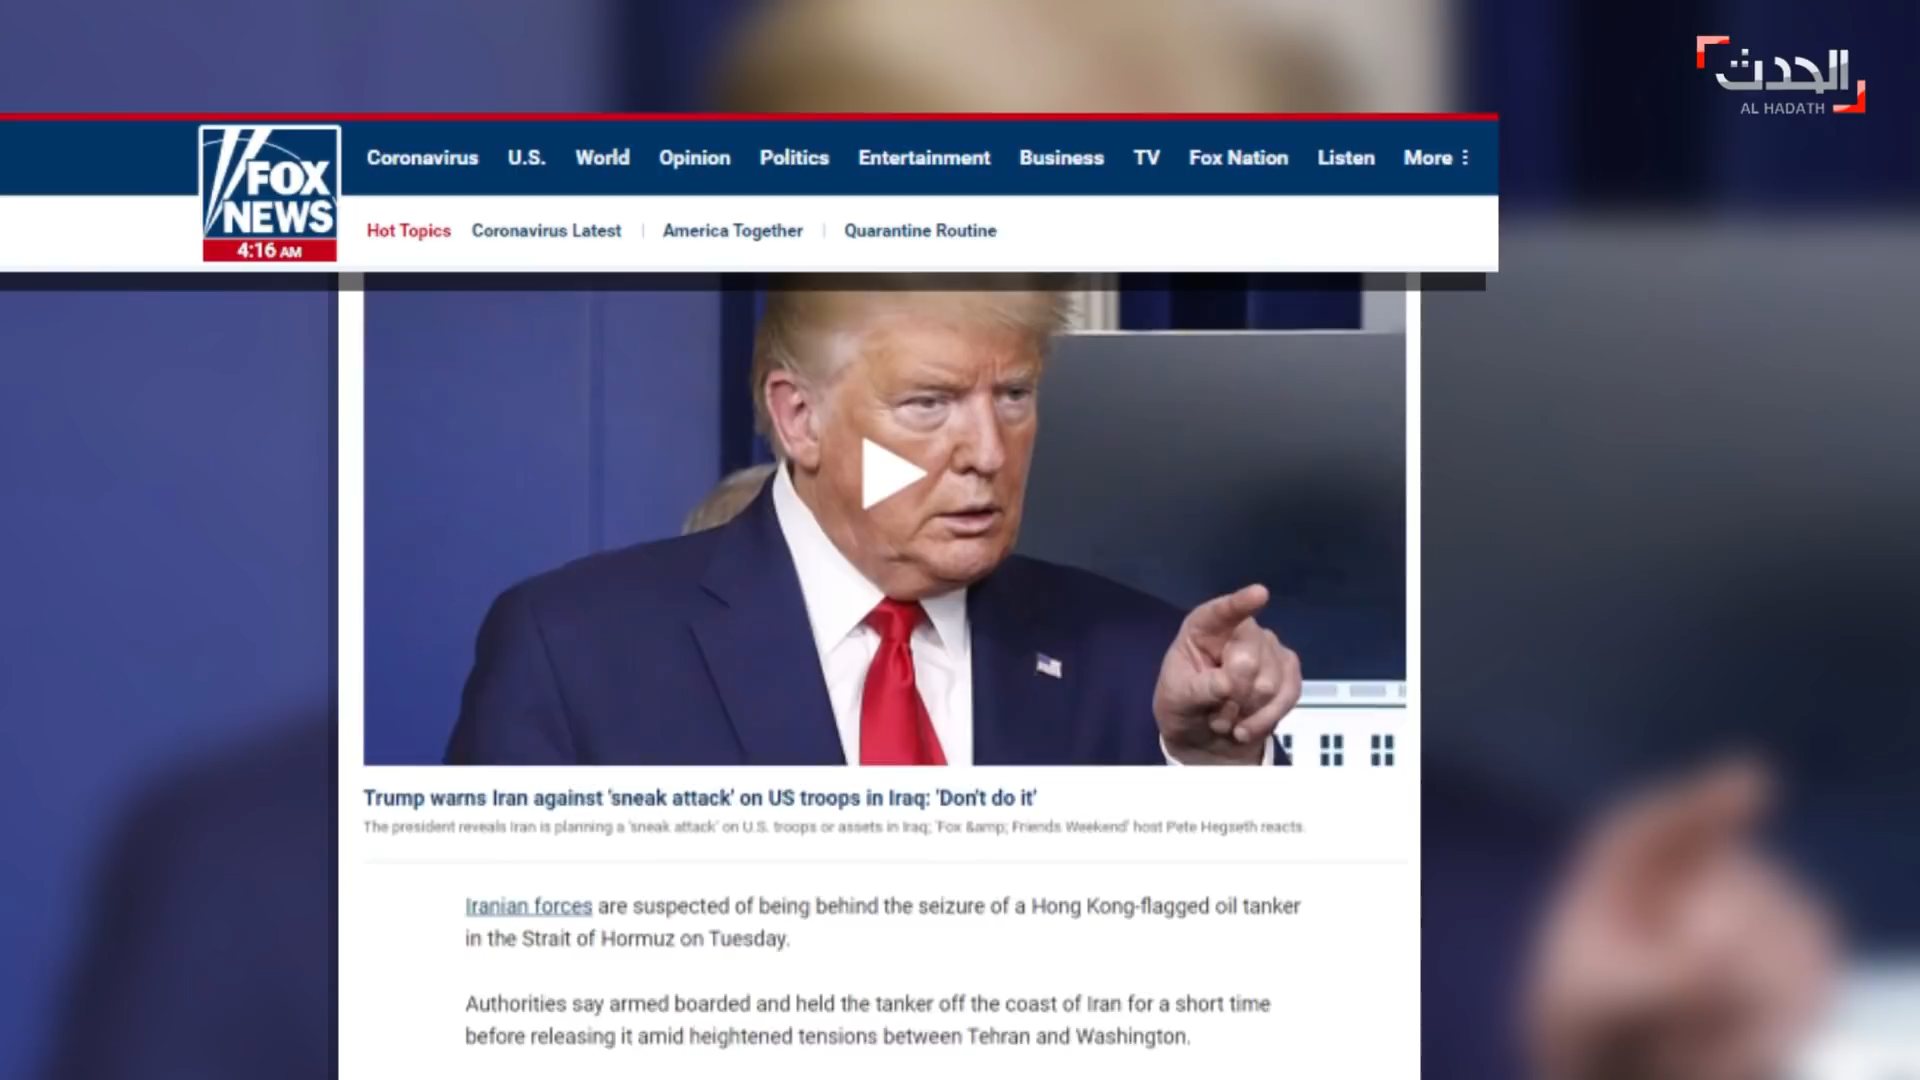 الحدث
AL HADATH
FOX
NEWS
4:16 AM
Coronavirus U.S. World Opinion Politics Entertainment Business TV Fox Nation Listen More
Hot Topics Coronavirus Latest | America Together | Quarantine Routine
Trump warns Iran against 'sneak attack' on US troops in Iraq: 'Don't do it'
The president reveals Iran is planning a 'sneak attack' on U.S. troops or assets in Iraq; 'Fox &amp; Friends Weekend' host Pete Hegseth reacts.
Iranian forces are suspected of being behind the seizure of a Hong Kong-flagged oil tanker
in the Strait of Hormuz on Tuesday.
Authorities say armed boarded and held the tanker off the coast of Iran for a short time
before releasing it amid heightened tensions between Tehran and Washington.